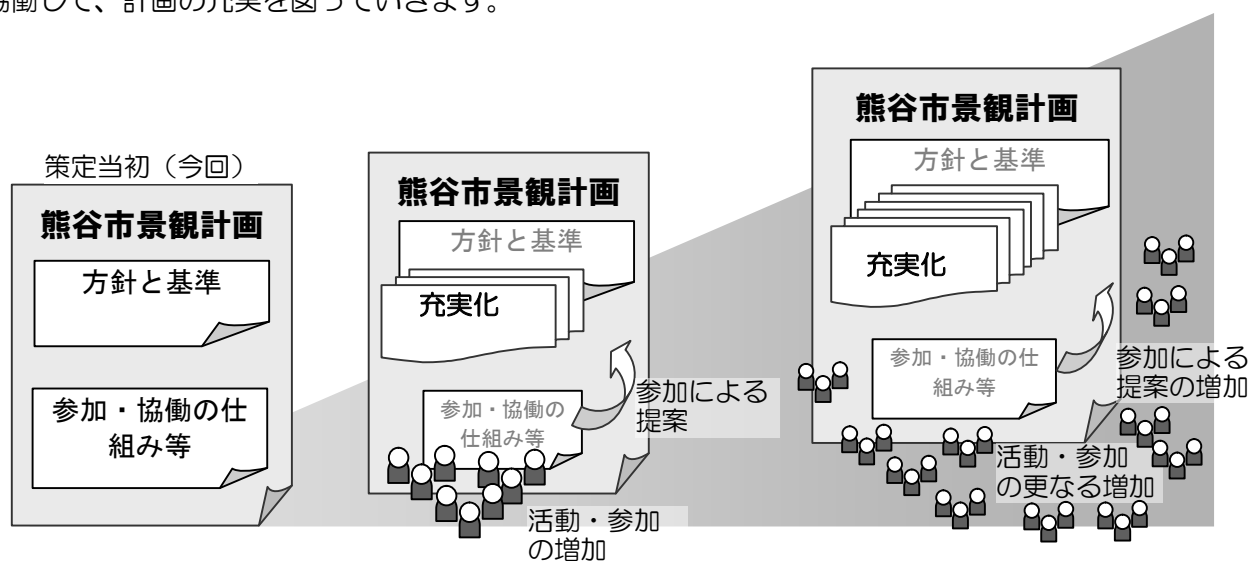 協働して、計画の充実を図っていきます。
策定当初（今回）
熊谷市景観計画
方針と基準
参加・協働の仕
組み等
熊谷市景観計画
方針と基準
充実化
参加・協働の
仕組み等
参加による
提案
活動・参加
の増加
熊谷市景観計画
方針と基準
充実化
参加・協働の仕
組み等
参加による
提案の増加
活動・参加
の更なる増加